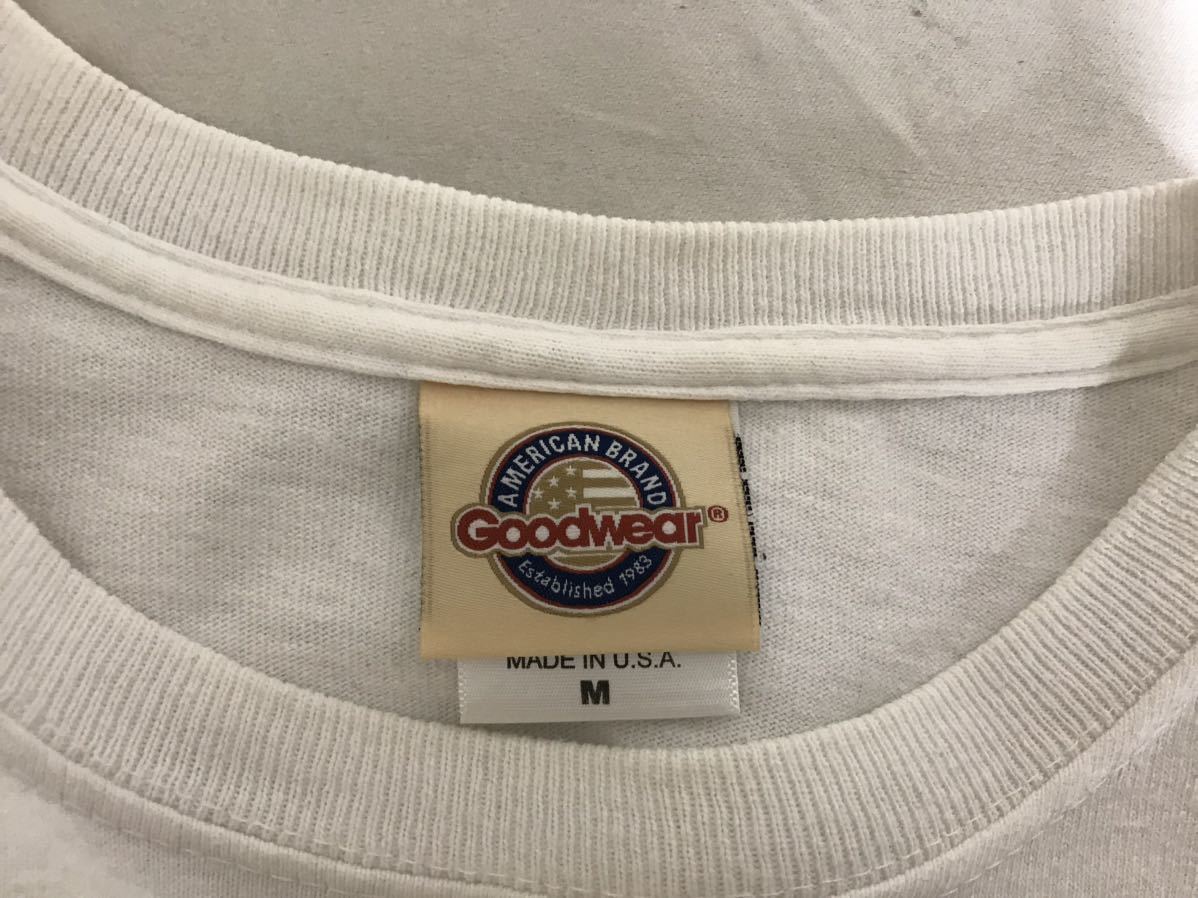 AMERICAN BRAND
Goodwear®
Established 1983
MADE IN U.S.A.
M